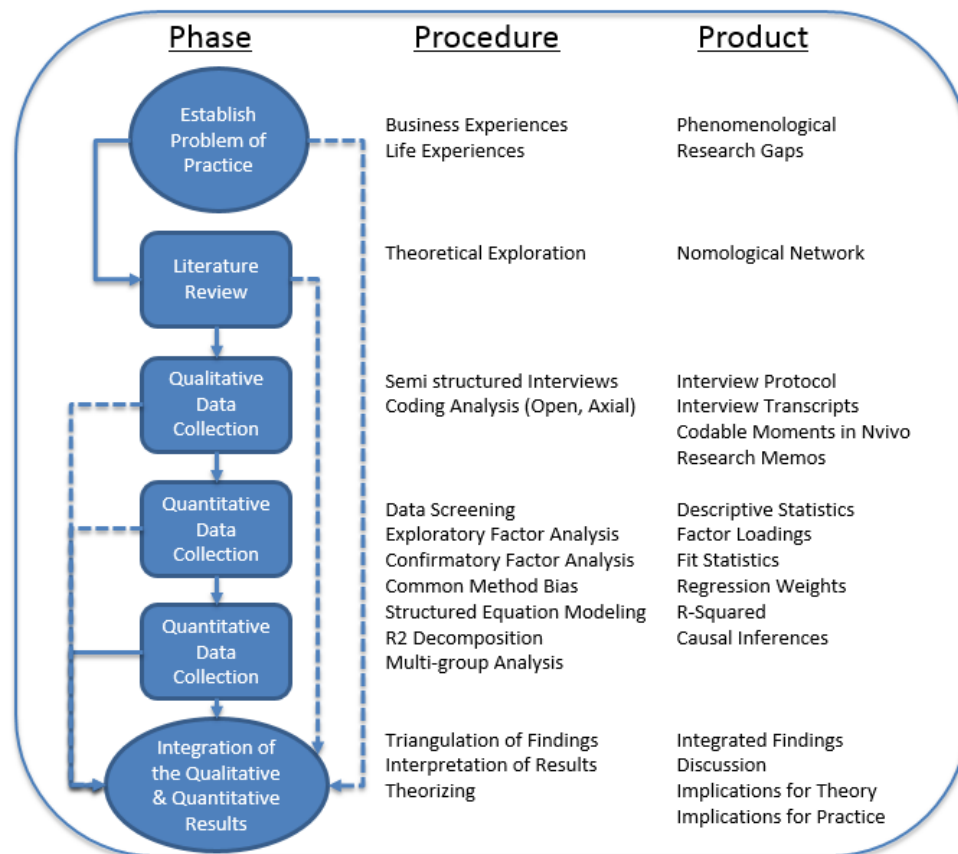 Phase
Procedure
Product
Establish
Problem of
Practice
Business Experiences
Life Experiences
Phenomenological
Research Gaps
Literature
Review
Theoretical Exploration
Nomological Network
Qualitative
Data
Collection
Semi structured Interviews
Coding Analysis (Open, Axial)
Interview Protocol
Interview Transcripts
Codable Moments in Nvivo
Research Memos
Quantitative
Data
Collection
Data Screening
Exploratory Factor Analysis
Confirmatory Factor Analysis
Common Method Bias
Structured Equation Modeling
R2 Decomposition
Multi-group Analysis
Descriptive Statistics
Factor Loadings
Fit Statistics
Regression Weights
R-Squared
Causal Inferences
Quantitative
Data
Collection
Integration of
the Qualitative
& Quantitative
Results
Triangulation of Findings
Interpretation of Results
Theorizing
Integrated Findings
Discussion
Implications for Theory
Implications for Practice